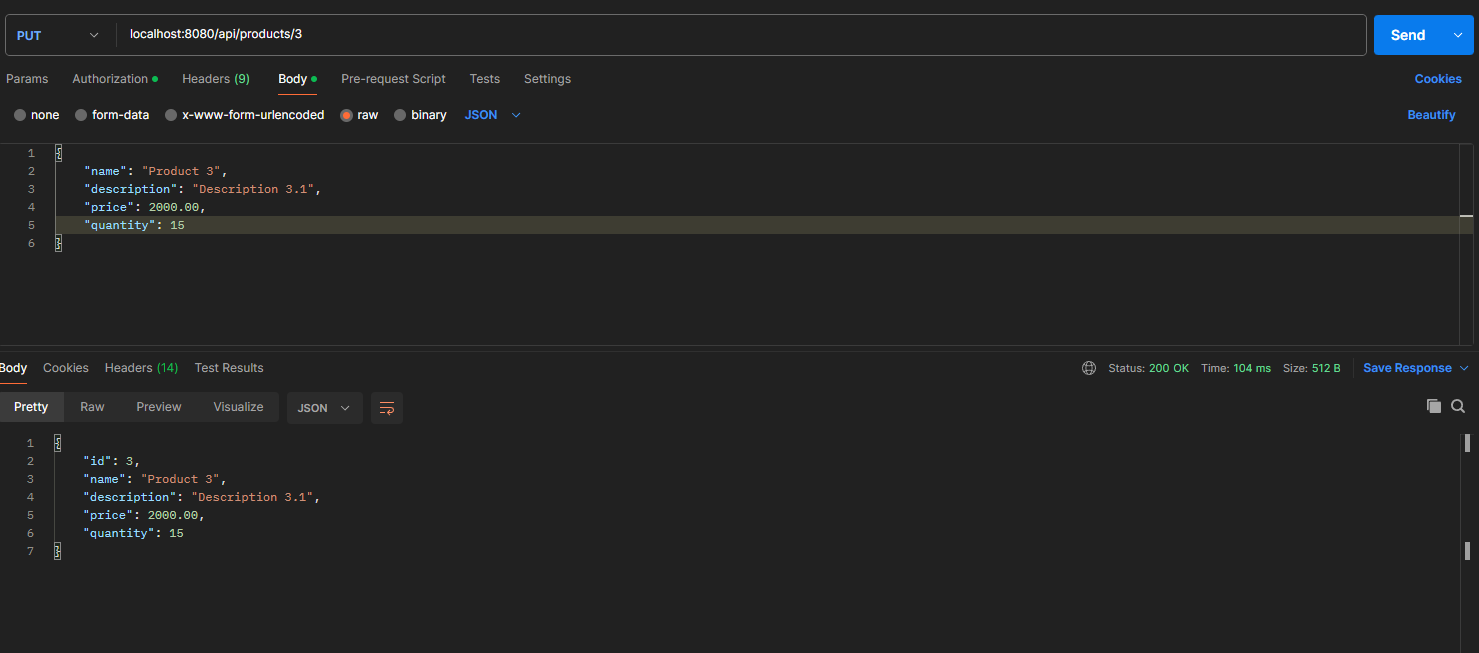 PUT localhost:8080/api/products/3 Send
Params Authorization Headers (9) Body Pre-request Script Tests Settings Cookies
none form-data x-www-form-urlencoded raw binary JSON Beautify
1 {
2 "name": "Product 3",
3 "description": "Description 3.1",
4 "price": 2000.00,
5 "quantity": 15
6 }
Body Cookies Headers (14) Test Results Status: 200 OK Time: 104 ms Size: 512 B Save Response
Pretty Raw Preview Visualize JSON
1 {
2 "id": 3,
3 "name": "Product 3",
4 "description": "Description 3.1",
5 "price": 2000.00,
6 "quantity": 15
7 }